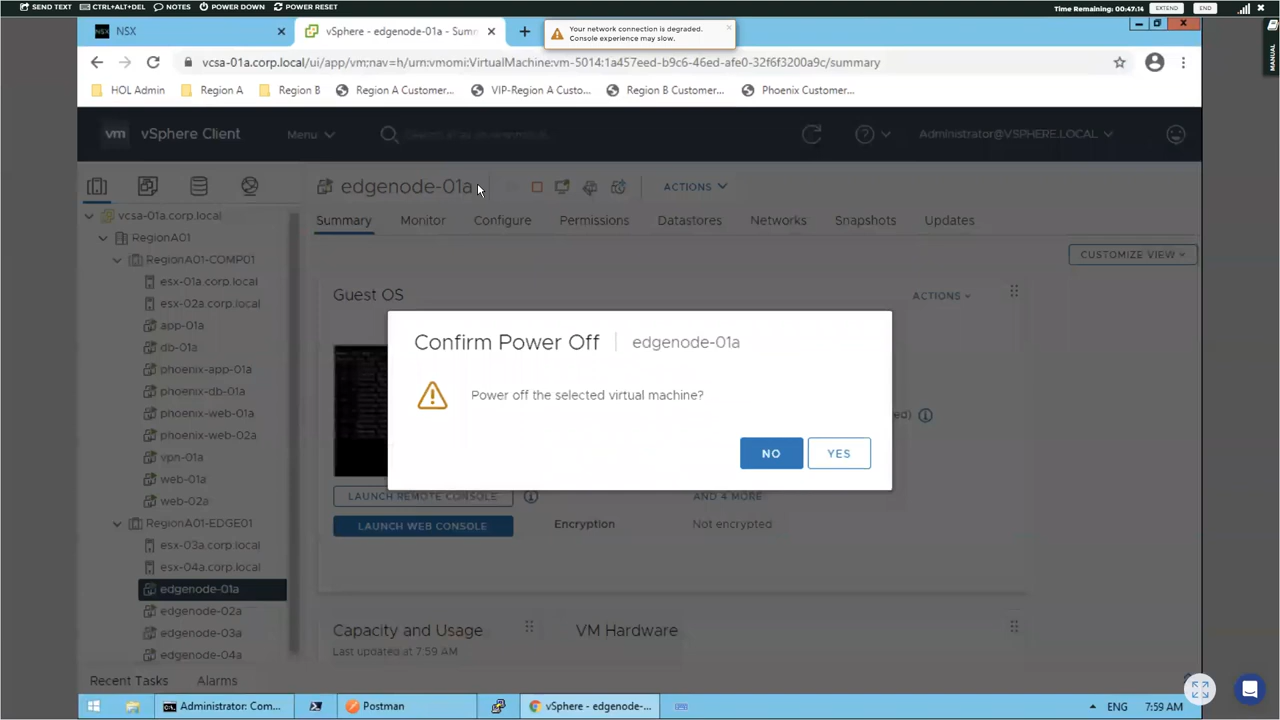 SEND TEXT CTRL+ALT+DEL NOTES POWER DOWN POWER RESET Time Remaining: 00:47:14 EXTEND END
MANUAL
NSX
vSphere - edgenode-01a - Summ
Your network connection is degraded.
Console experience may slow.
vcsa-01a.corp.local/ui/app/vm;nav=h/urn:vmomi:VirtualMachine:vm-5014:1a457eed-b9c6-46ed-afe0-32f6f3200a9c/summary
HOL Admin Region A Region B Region A Customer... VIP-Region A Custo... Region B Customer... Phoenix Customer...
vm vSphere Client Menu Administrator@VSPHERE.LOCAL
edgenode-01a ACTIONS
Summary Monitor Configure Permissions Datastores Networks Snapshots Updates
CUSTOMIZE VIEW
vcsa-01a.corp.local
RegionA01
RegionA01-COMP01
esx-01a.corp.local
esx-02a.corp.local
app-01a
db-01a
phoenix-app-01a
phoenix-db-01a
phoenix-web-01a
phoenix-web-02a
vpn-01a
web-01a
web-02a
RegionA01-EDGE01
esx-03a.corp.local
esx-04a.corp.local
edgenode-01a
edgenode-02a
edgenode-03a
edgenode-04a
Guest OS
ACTIONS
Confirm Power Off edgenode-01a
Power off the selected virtual machine?
NO YES
LAUNCH REMOTE CONSOLE
AND 4 MORE
LAUNCH WEB CONSOLE
Encryption Not encrypted
Capacity and Usage
Last updated at 7:59 AM
VM Hardware
Recent Tasks Alarms
Administrator: Com... Postman vSphere - edgenode-... ENG 7:59 AM